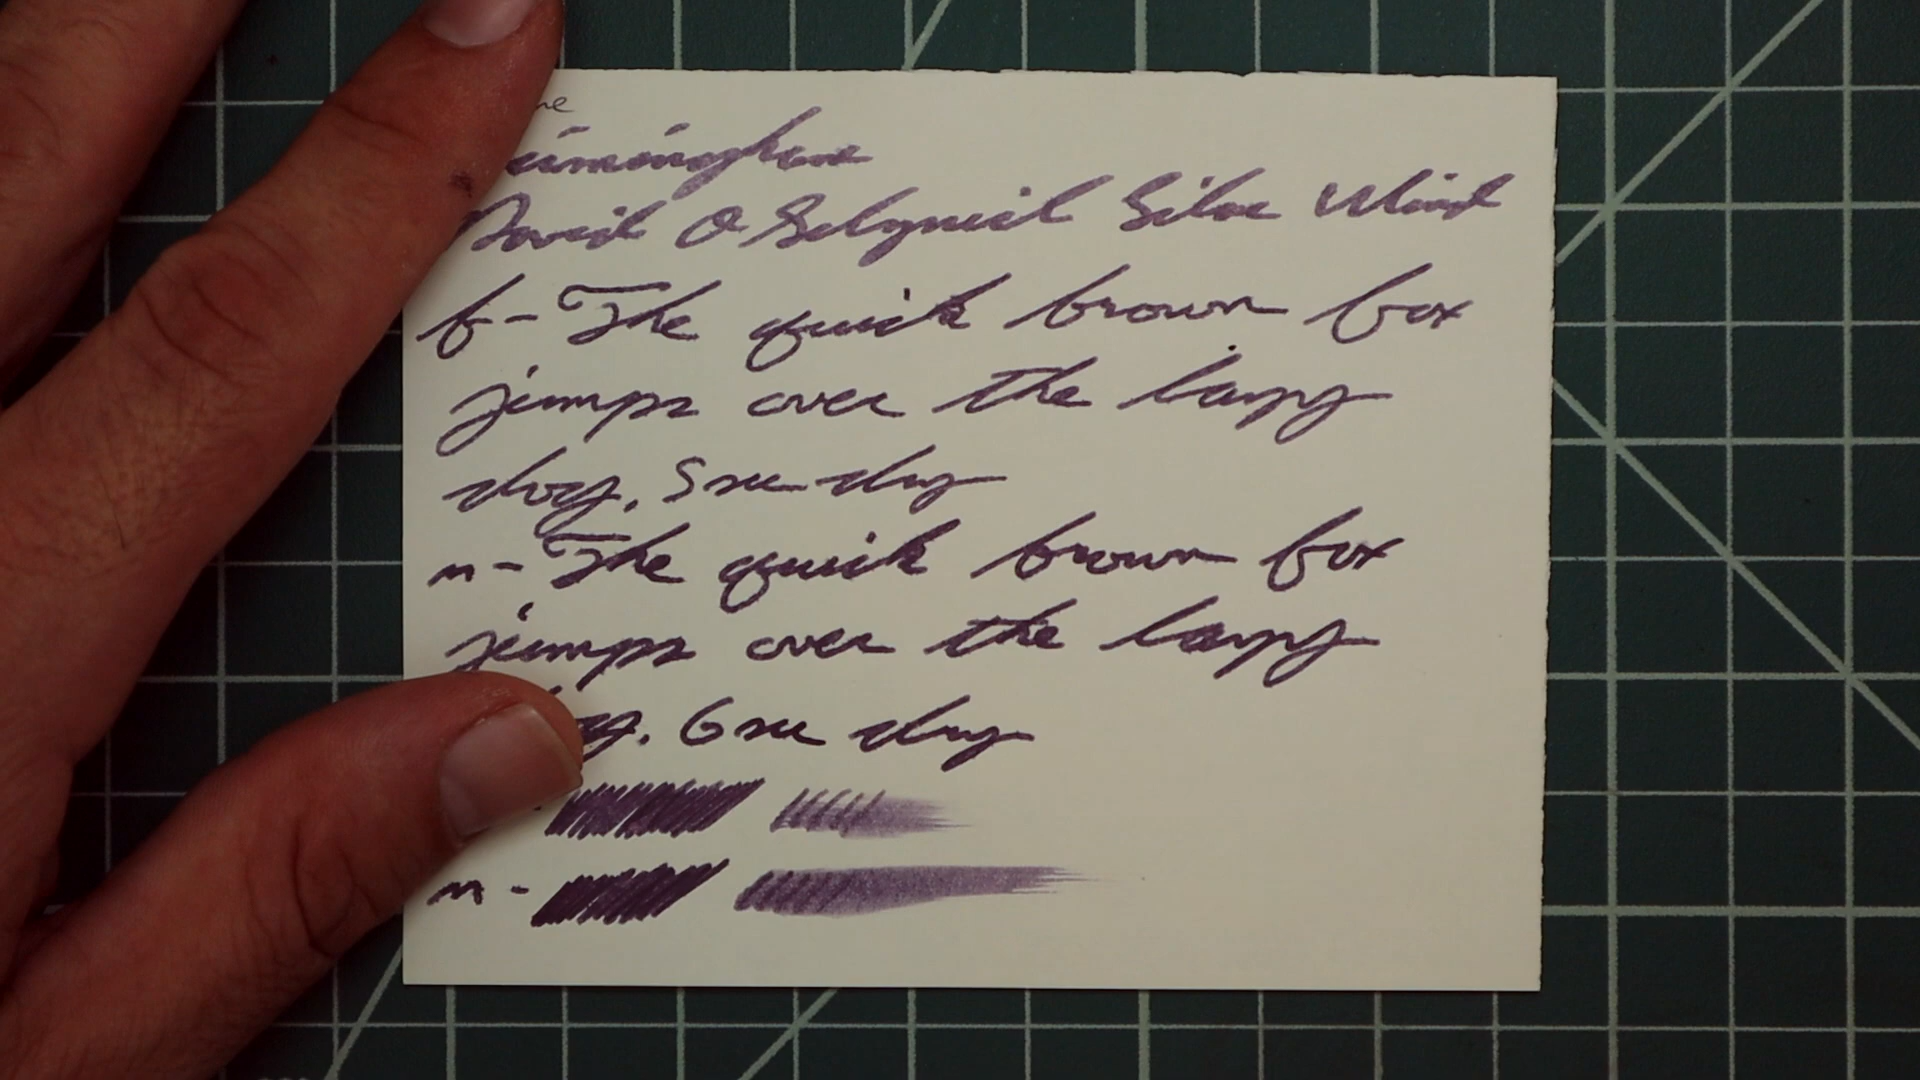 David O Selznick Silver Wind
f - The quick brown fox
jumps over the lazy
dog. 5 sec dry
m - The quick brown fox
jumps over the lazy
6 sec dry
m -